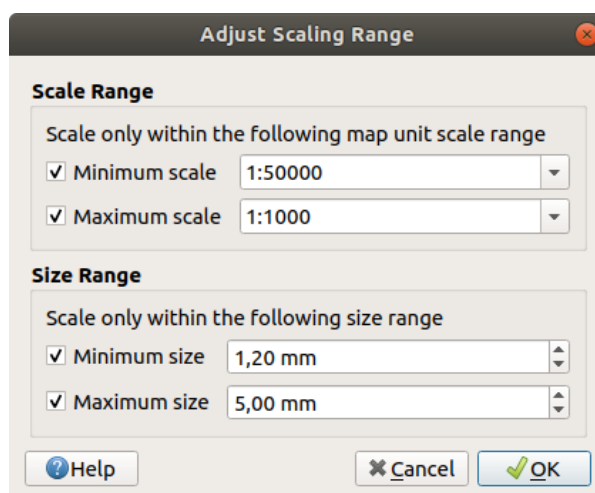 Adjust Scaling Range
Scale Range
Scale only within the following map unit scale range
Minimum scale 1:50000
Maximum scale 1:1000
Size Range
Scale only within the following size range
Minimum size 1,20 mm
Maximum size 5,00 mm
Help Cancel OK